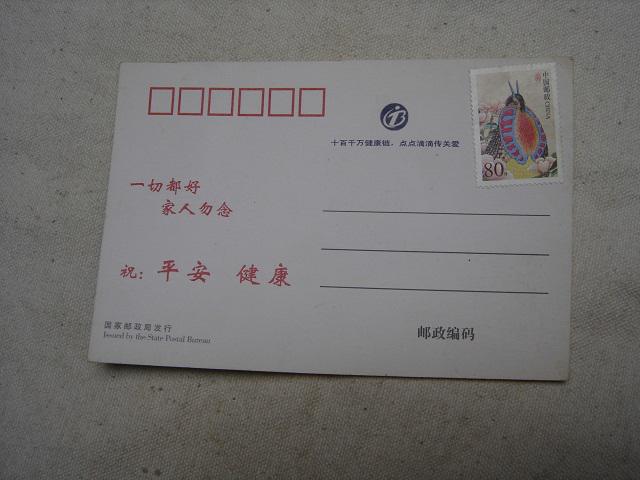 中国邮政 CHINA
80分
十百千万健康链，点点滴滴传关爱
一切都好
家人勿念
祝：平安 健康
国家邮政局发行
Issued by the State Postal Bureau
邮政编码